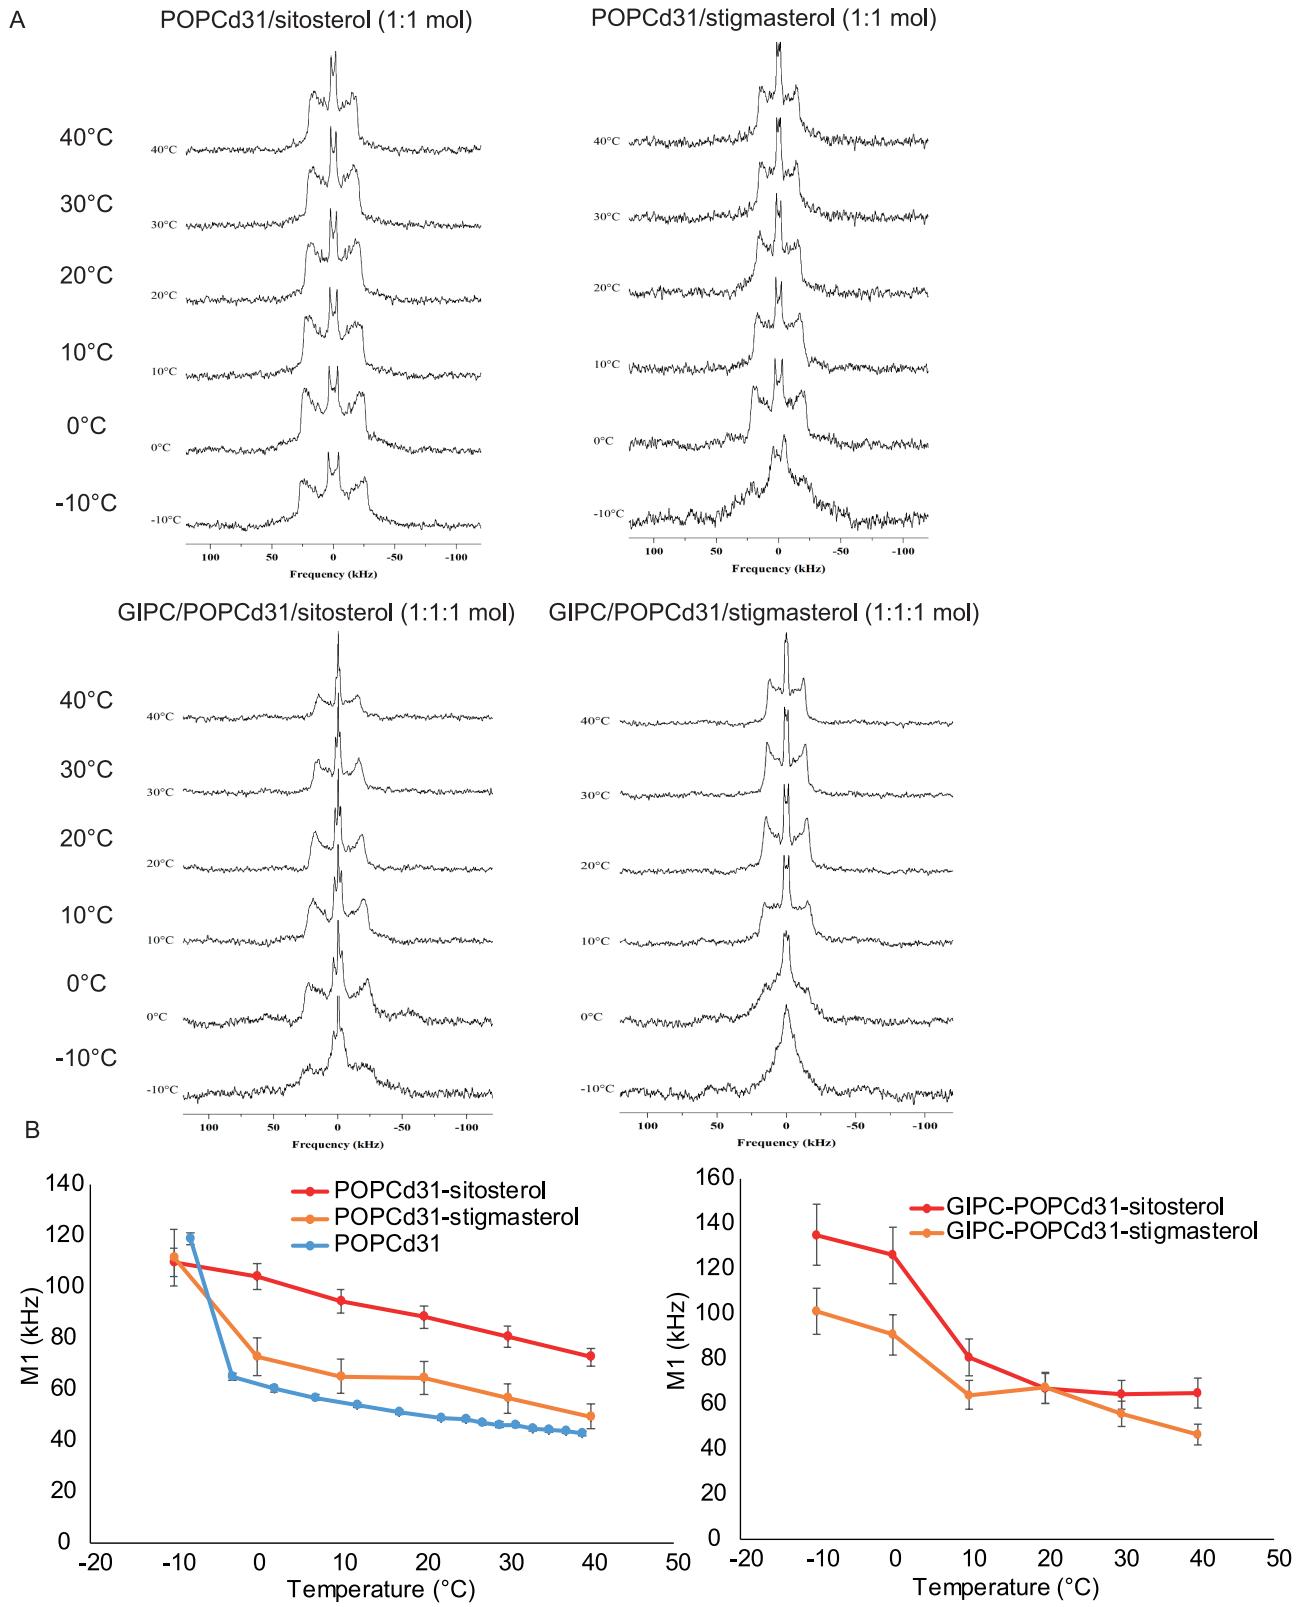 A
POPCd31/sitosterol (1:1 mol)
POPCd31/stigmasterol (1:1 mol)
40°C
40°C
40°C
30°C
30°C
30°C
20°C
20°C
20°C
10°C
10°C
10°C
0°C
0°C
0°C
-10°C
-10°C
-10°C
100 50 0 -50 -100
Frequency (kHz)
100 50 0 -50 -100
Frequency (kHz)
GIPC/POPCd31/sitosterol (1:1:1 mol)
GIPC/POPCd31/stigmasterol (1:1:1 mol)
40°C
40°C
40°C
30°C
30°C
30°C
20°C
20°C
20°C
10°C
10°C
10°C
0°C
0°C
0°C
-10°C
-10°C
-10°C
100 50 0 -50 -100
Frequency (kHz)
100 50 0 -50 -100
Frequency (kHz)
B
140
120
100
80
60
40
20
0
M1 (kHz)
POPCd31-sitosterol
POPCd31-stigmasterol
POPCd31
-20 -10 0 10 20 30 40 50
Temperature (°C)
160
140
120
100
80
60
40
20
0
M1 (kHz)
GIPC-POPCd31-sitosterol
GIPC-POPCd31-stigmasterol
-20 -10 0 10 20 30 40 50
Temperature (°C)